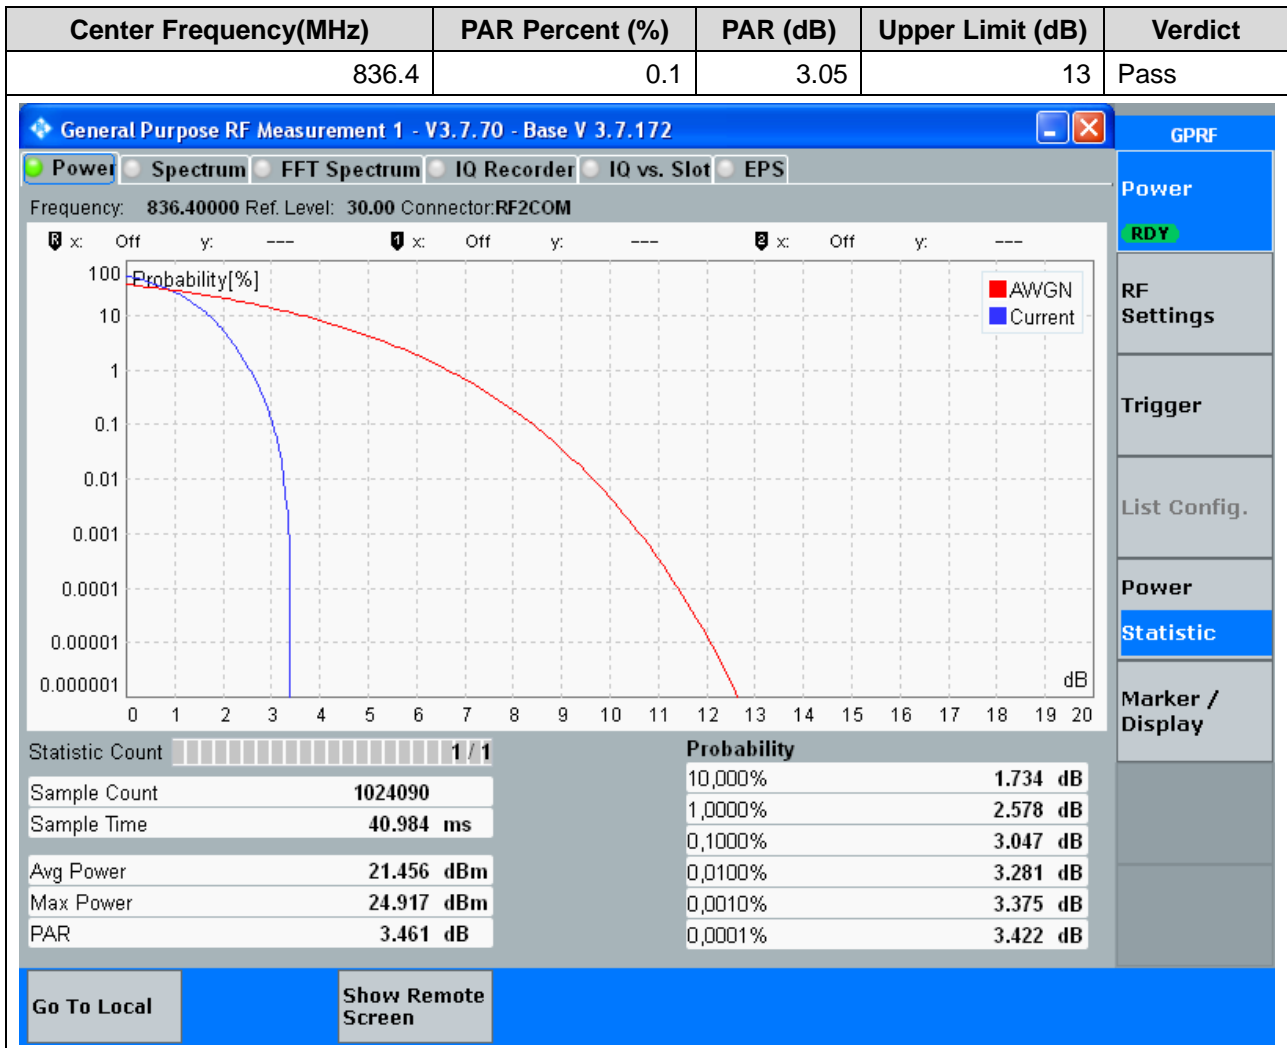 Center Frequency(MHz) PAR Percent (%) PAR (dB) Upper Limit (dB) Verdict
836.4 0.1 3.05 13 Pass
General Purpose RF Measurement 1 - V3.7.70 - Base V 3.7.172
GPRF
Power Spectrum FFT Spectrum IQ Recorder IQ vs. Slot EPS
Power
RDY
Frequency: 836.40000 Ref. Level: 30.00 Connector:RF2COM
R x: Off y: --- 1 x: Off y: --- 2 x: Off y: ---
Probability[%]
AWGN
Current
100
10
1
0.1
0.01
0.001
0.0001
0.00001
0.000001
dB
0 1 2 3 4 5 6 7 8 9 10 11 12 13 14 15 16 17 18 19 20
RF
Settings
Trigger
List Config.
Power
Statistic
Marker /
Display
Statistic Count 1 / 1
Sample Count 1024090
Sample Time 40.984 ms
Avg Power 21.456 dBm
Max Power 24.917 dBm
PAR 3.461 dB
Probability
10,000% 1.734 dB
1,0000% 2.578 dB
0,1000% 3.047 dB
0,0100% 3.281 dB
0,0010% 3.375 dB
0,0001% 3.422 dB
Go To Local
Show Remote
Screen